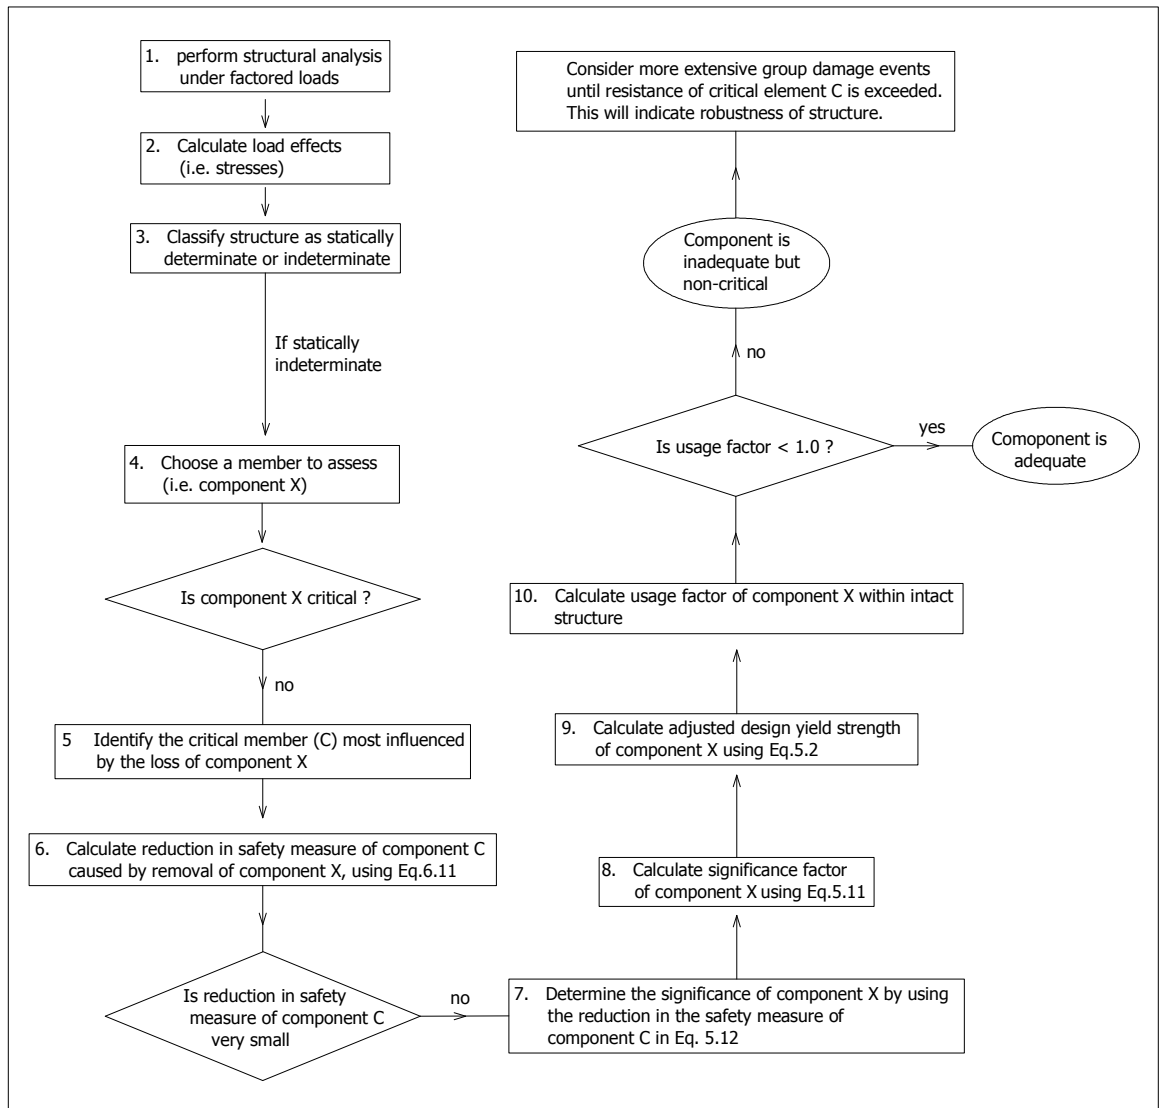 1. perform structural analysis
under factored loads
2. Calculate load effects
(i.e. stresses)
3. Classify structure as statically
determinate or indeterminate
If statically
indeterminate
4. Choose a member to assess
(i.e. component X)
Is component X critical ?
no
5 Identify the critical member (C) most influenced
by the loss of component X
6. Calculate reduction in safety measure of component C
caused by removal of component X, using Eq.6.11
Is reduction in safety
measure of component C
very small
no
7. Determine the significance of component X by using
the reduction in the safety measure of
component C in Eq. 5.12
8. Calculate significance factor
of component X using Eq.5.11
9. Calculate adjusted design yield strength
of component X using Eq.5.2
10. Calculate usage factor of component X within intact
structure
Is usage factor < 1.0 ?
yes
Comoponent is
adequate
no
Component is
inadequate but
non-critical
Consider more extensive group damage events
until resistance of critical element C is exceeded.
This will indicate robustness of structure.